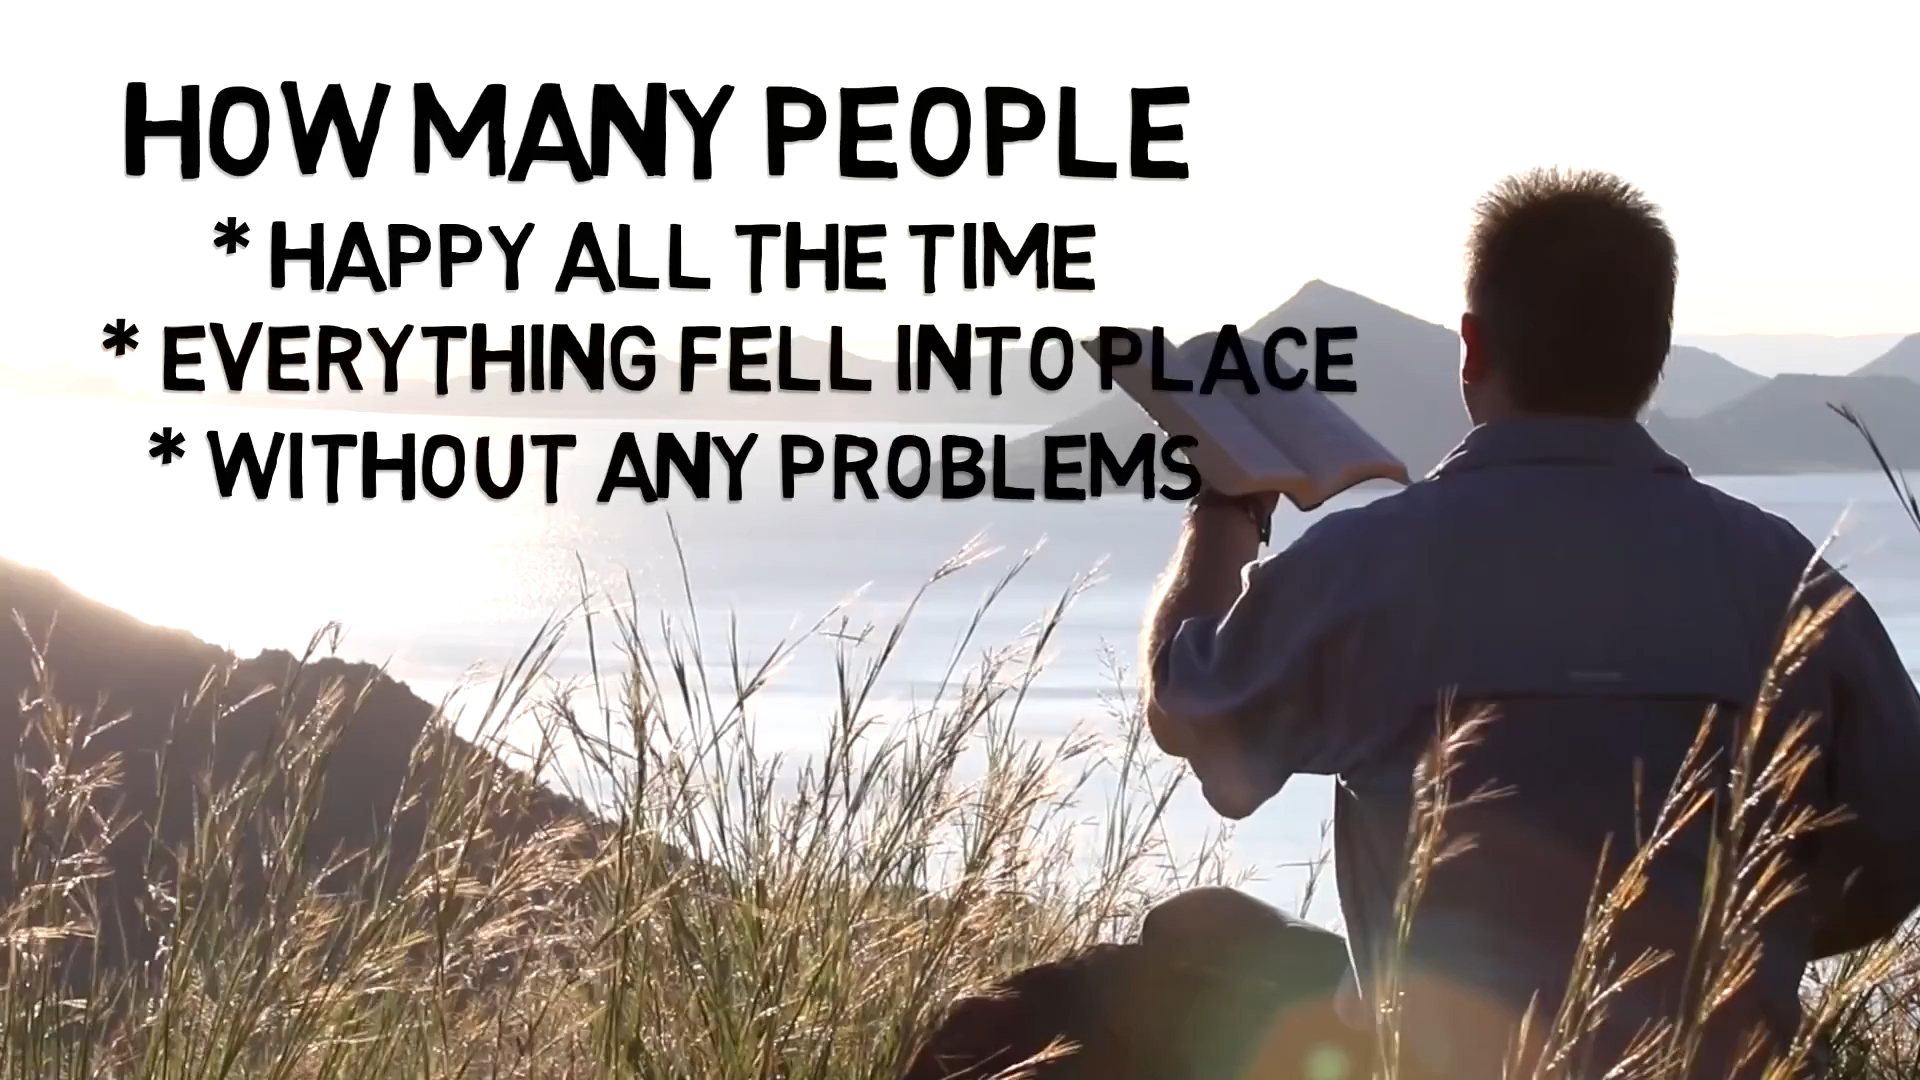 HOW MANY PEOPLE
* HAPPY ALL THE TIME
* EVERYTHING FELL INTO PLACE
* WITHOUT ANY PROBLEMS